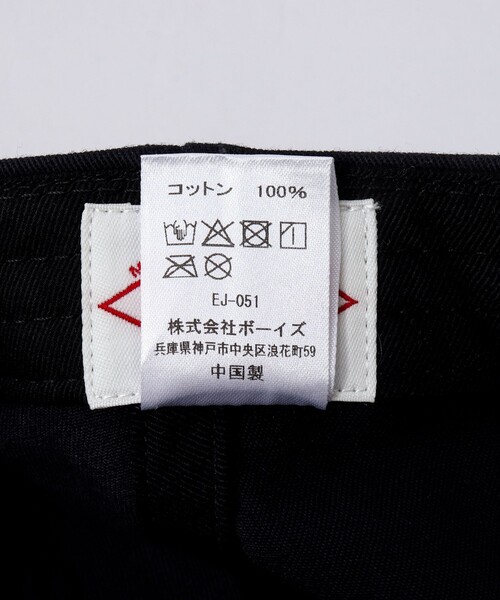 コットン 100%
EJ-051
株式会社ボーイズ
兵庫県神戸市中央区浪花町59
中国製